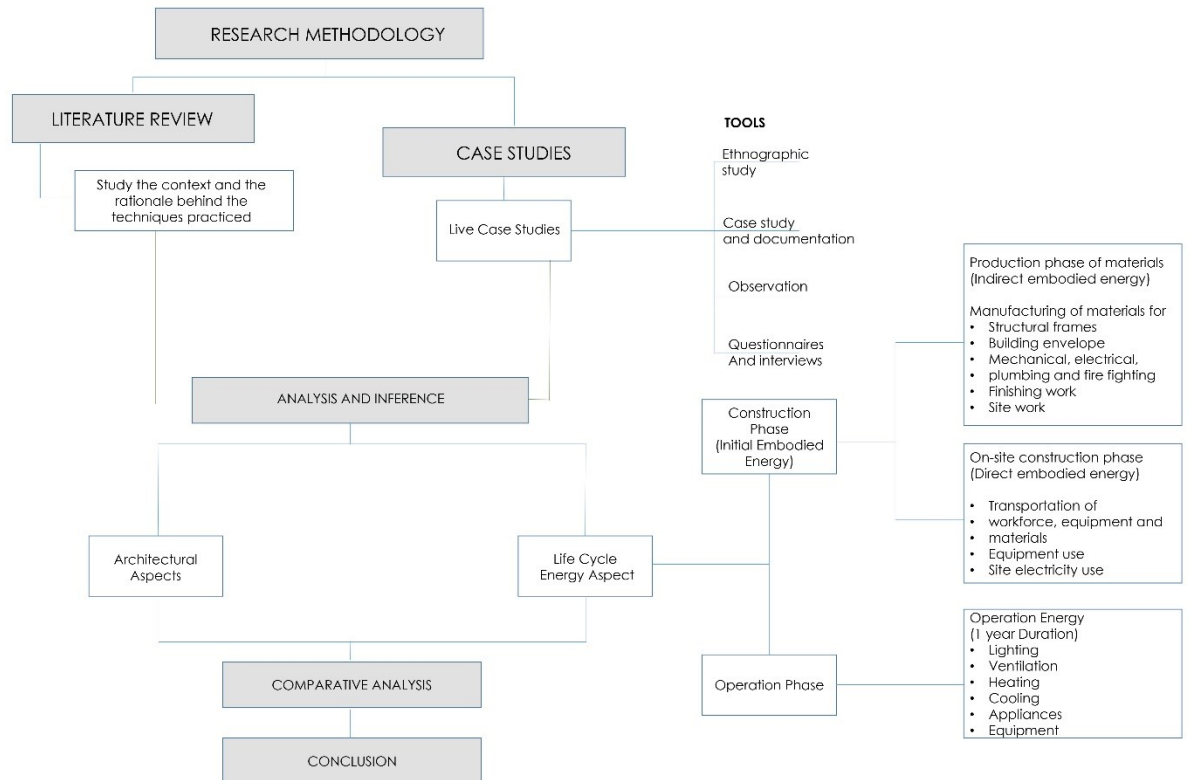 RESEARCH METHODOLOGY
LITERATURE REVIEW
CASE STUDIES
Study the context and the
rationale behind the
techniques practiced
Live Case Studies
TOOLS
Ethnographic
study
Case study
and documentation
Observation
Questionnaires
And interviews
ANALYSIS AND INFERENCE
Architectural
Aspects
Life Cycle
Energy Aspect
COMPARATIVE ANALYSIS
CONCLUSION
Construction
Phase
(Initial Embodied
Energy)
Operation Phase
Production phase of materials
(Indirect embodied energy)
Manufacturing of materials for
• Structural frames
• Building envelope
• Mechanical, electrical,
• plumbing and fire fighting
• Finishing work
• Site work
On-site construction phase
(Direct embodied energy)
• Transportation of
• workforce, equipment and
• materials
• Equipment use
• Site electricity use
Operation Energy
(1 year Duration)
• Lighting
• Ventilation
• Heating
• Cooling
• Appliances
• Equipment